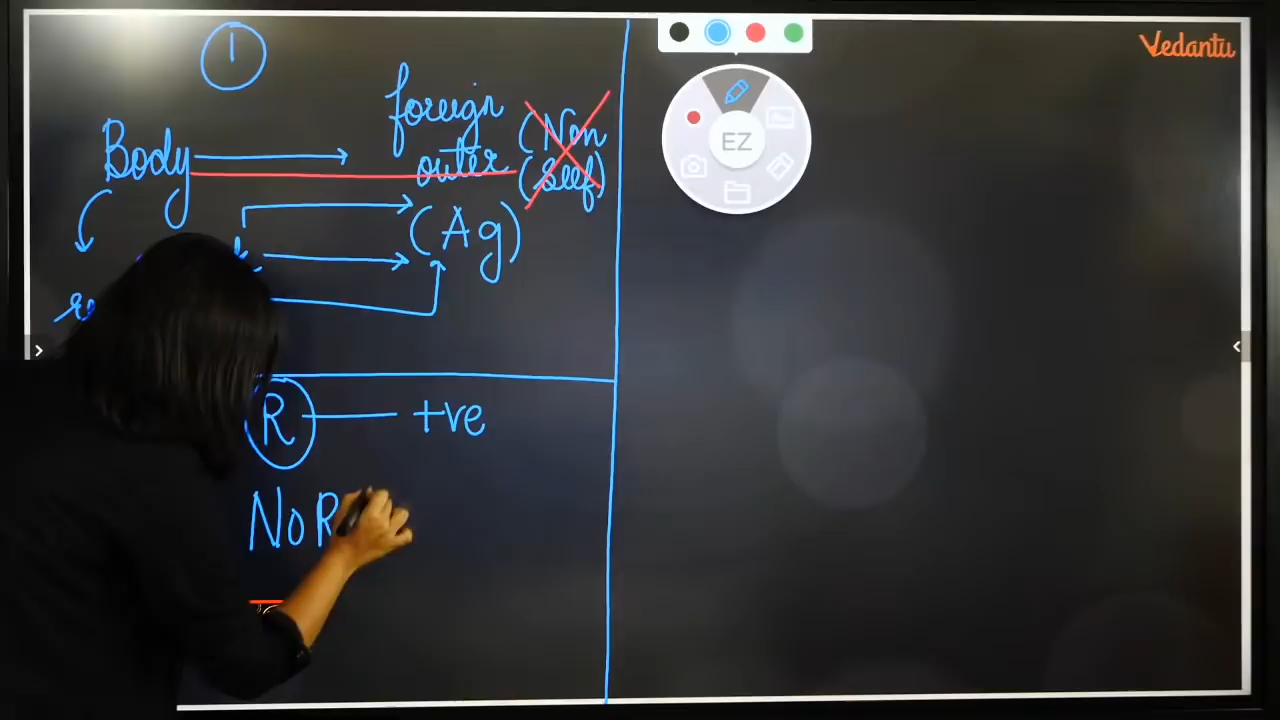 1
foreign
Body
outer
(Non
(Self)
(Ag)
R
+ve
No R
EZ
Vedantu